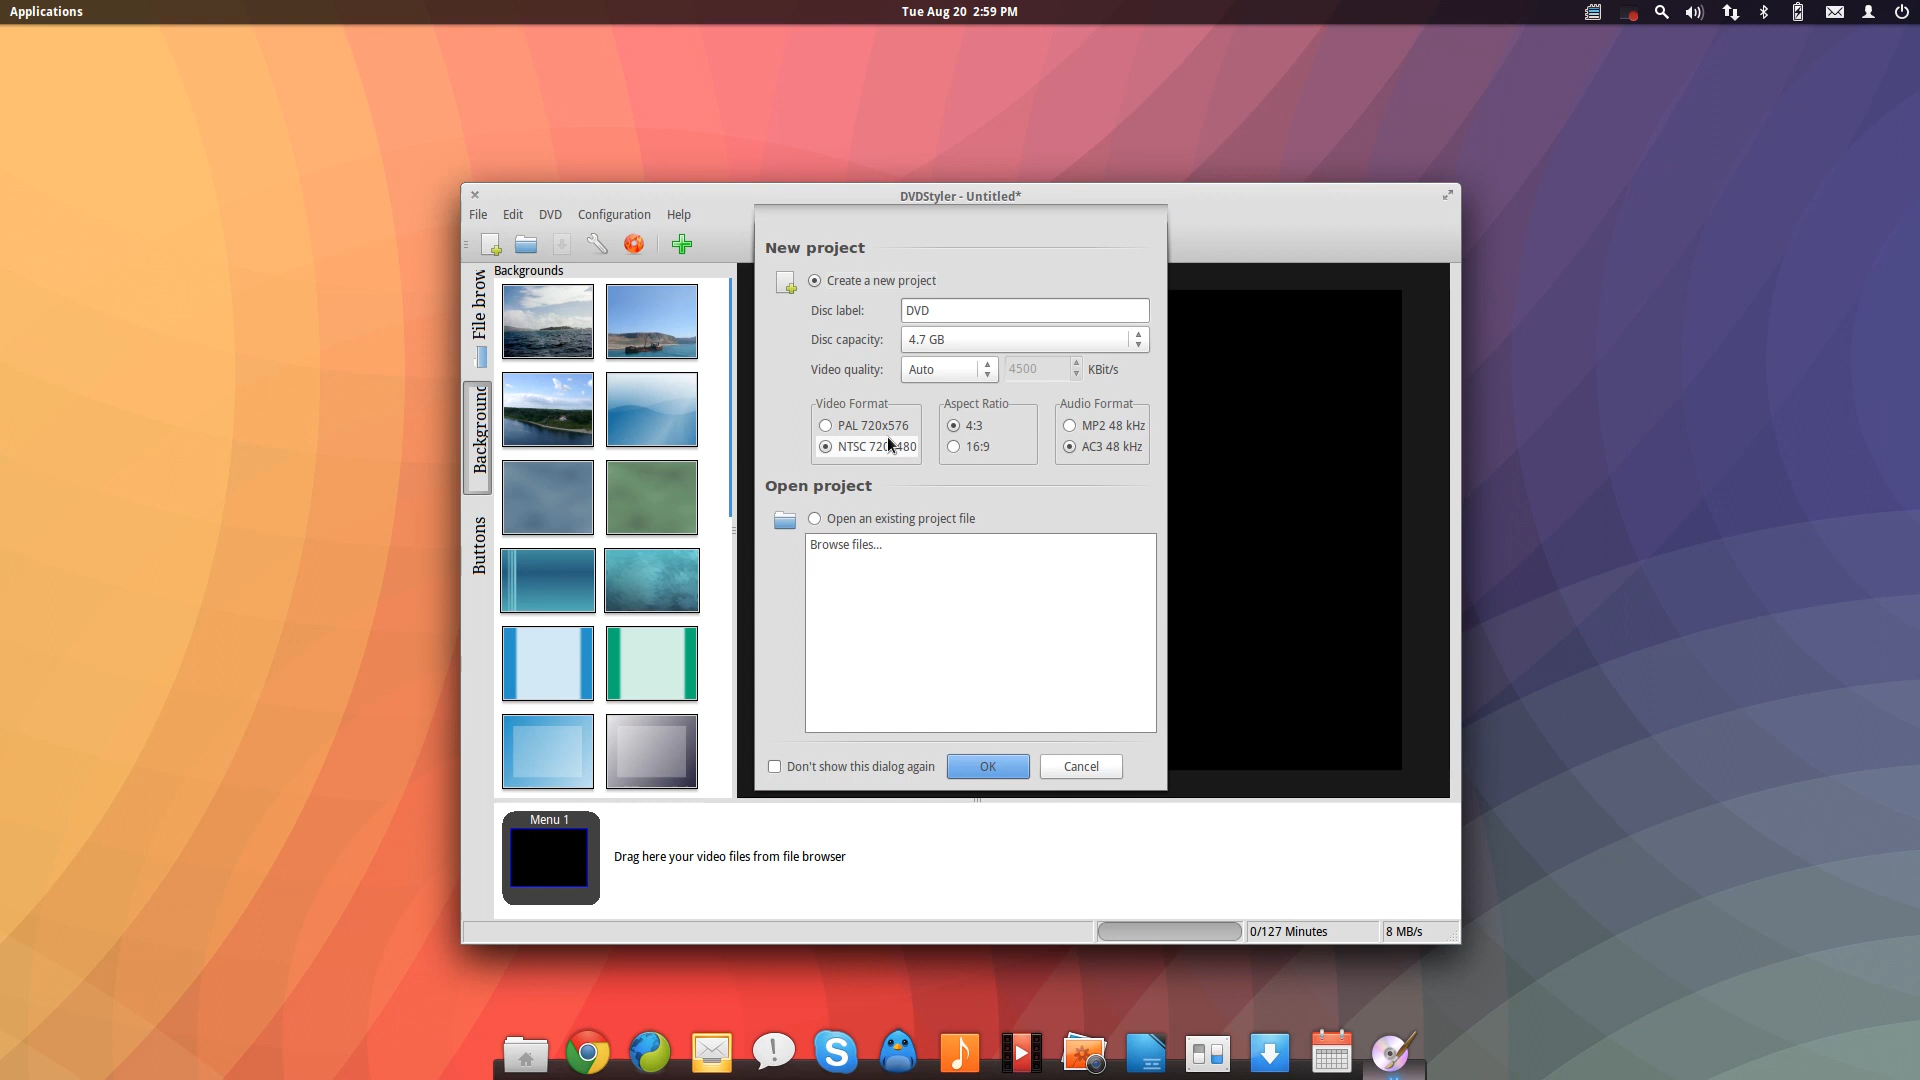 Applications
Tue Aug 20 2:59 PM
DVDStyler - Untitled*
File Edit DVD Configuration Help
Backgrounds
File brow
Background
Buttons
New project
Create a new project
Disc label: DVD
Disc capacity: 4.7 GB
Video quality: Auto 4500 KBit/s
Video Format Aspect Ratio Audio Format
PAL 720x576 4:3 MP2 48 kHz
NTSC 720x480 16:9 AC3 48 kHz
Open project
Open an existing project file
Browse files...
Don't show this dialog again OK Cancel
Menu 1
Drag here your video files from file browser
0/127 Minutes 8 MB/s